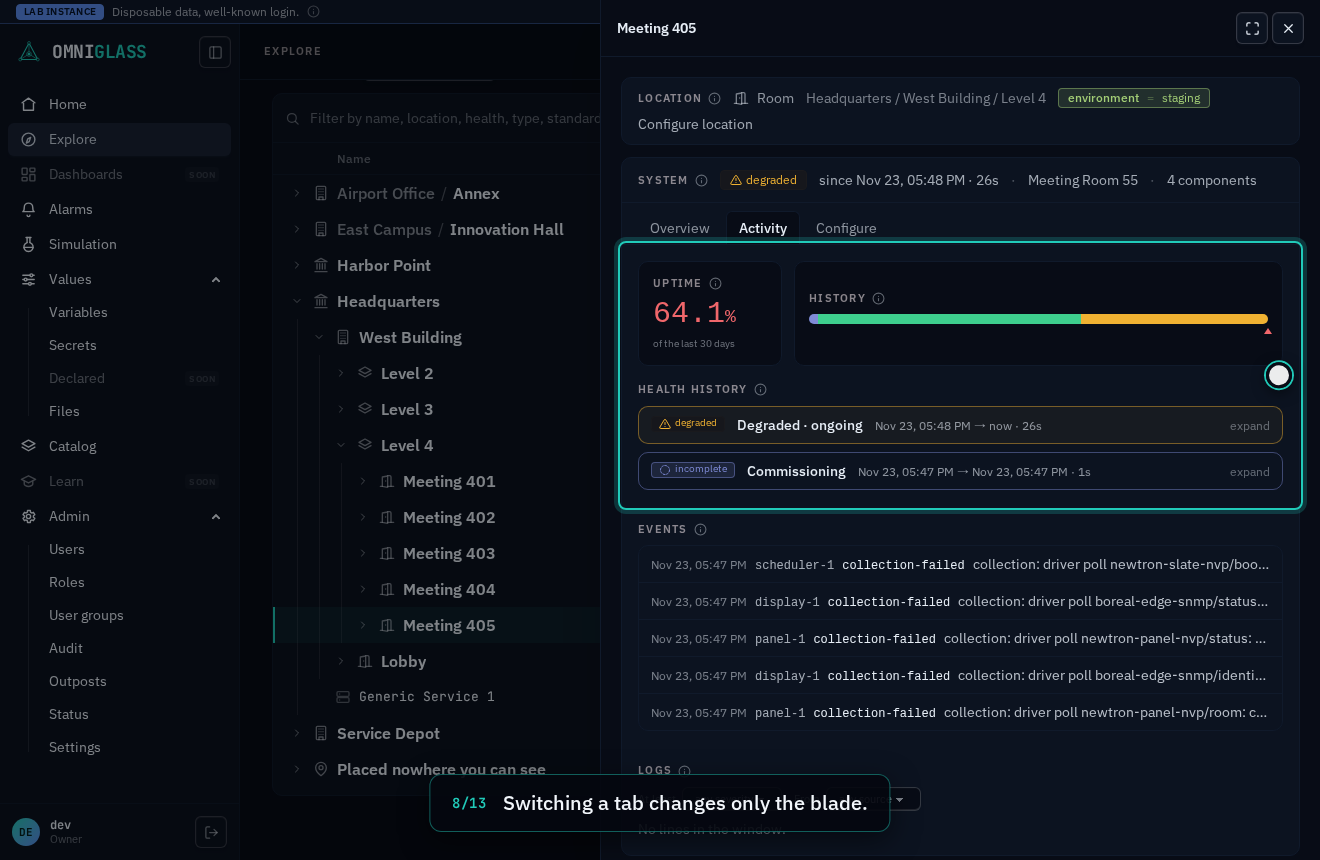 LAB INSTANCE Disposable data, well-known login.
OMNIGLASS
Home
Explore
Dashboards SOON
Alarms
Simulation
Values
Variables
Secrets
Declared SOON
Files
Catalog
Learn SOON
Admin
Users
Roles
User groups
Audit
Outposts
Status
Settings
DE dev
Owner
EXPLORE
Filter by name, location, health, type, standard
Name
Airport Office / Annex
East Campus / Innovation Hall
Harbor Point
Headquarters
West Building
Level 2
Level 3
Level 4
Meeting 401
Meeting 402
Meeting 403
Meeting 404
Meeting 405
Lobby
Generic Service 1
Service Depot
Placed nowhere you can see
Meeting 405
LOCATION Room Headquarters / West Building / Level 4 environment = staging
Configure location
SYSTEM degraded since Nov 23, 05:48 PM · 26s · Meeting Room 55 · 4 components
Overview Activity Configure
UPTIME
64.1%
of the last 30 days
HISTORY
HEALTH HISTORY
degraded Degraded · ongoing Nov 23, 05:48 PM → now · 26s expand
incomplete Commissioning Nov 23, 05:47 PM → Nov 23, 05:47 PM · 1s expand
EVENTS
Nov 23, 05:47 PM scheduler-1 collection-failed collection: driver poll newtron-slate-nvp/boo…
Nov 23, 05:47 PM display-1 collection-failed collection: driver poll boreal-edge-snmp/status…
Nov 23, 05:47 PM panel-1 collection-failed collection: driver poll newtron-panel-nvp/status: …
Nov 23, 05:47 PM display-1 collection-failed collection: driver poll boreal-edge-snmp/identi…
Nov 23, 05:47 PM panel-1 collection-failed collection: driver poll newtron-panel-nvp/room: c…
LOGS
8/13 Switching a tab changes only the blade.
No lines in the window.